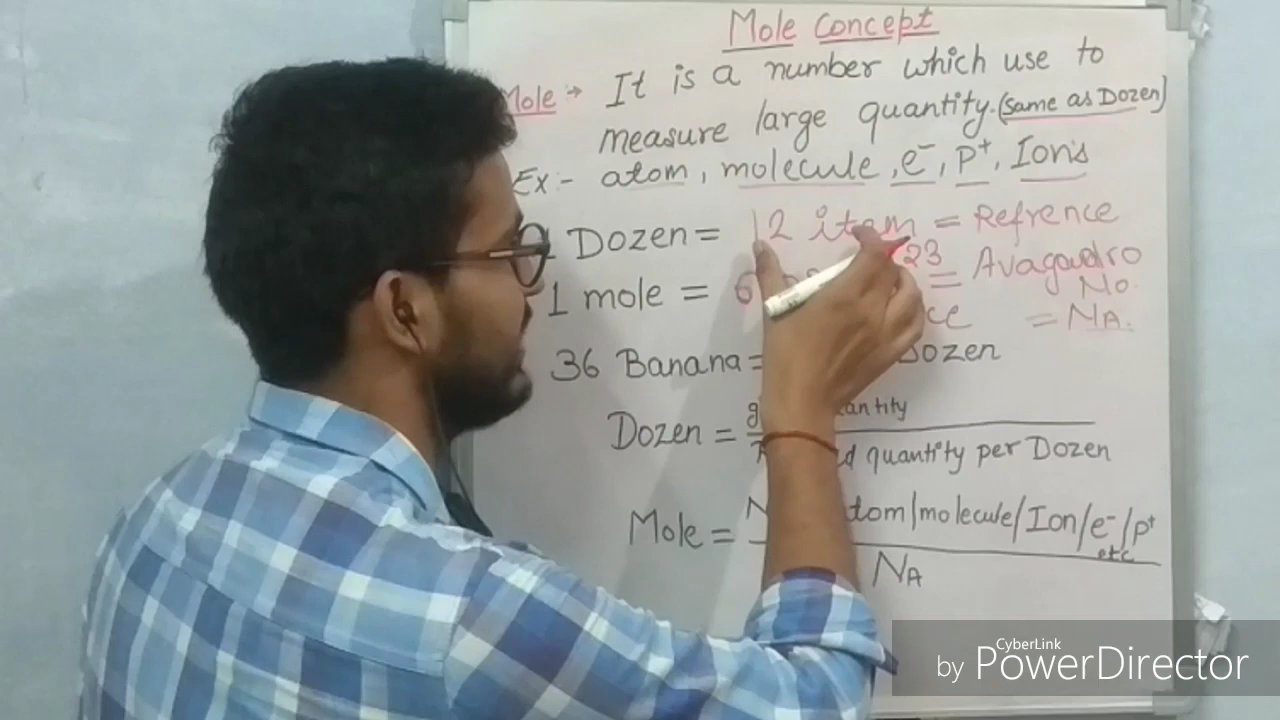 Mole Concept
Mole :→ It is a number which use to
measure large quantity. (same as Dozen)
Ex:- atom, molecule, e⁻, P⁺, Ion's
Dozen = 12 item = Refrence
1 mole = 23 = Avagadro
No.
= NA.
36 Banana = Dozen
quantity
Dozen = quantity per Dozen
Mole = atom/molecule/Ion/e⁻/p⁺
etc
NA
CyberLink
by PowerDirector